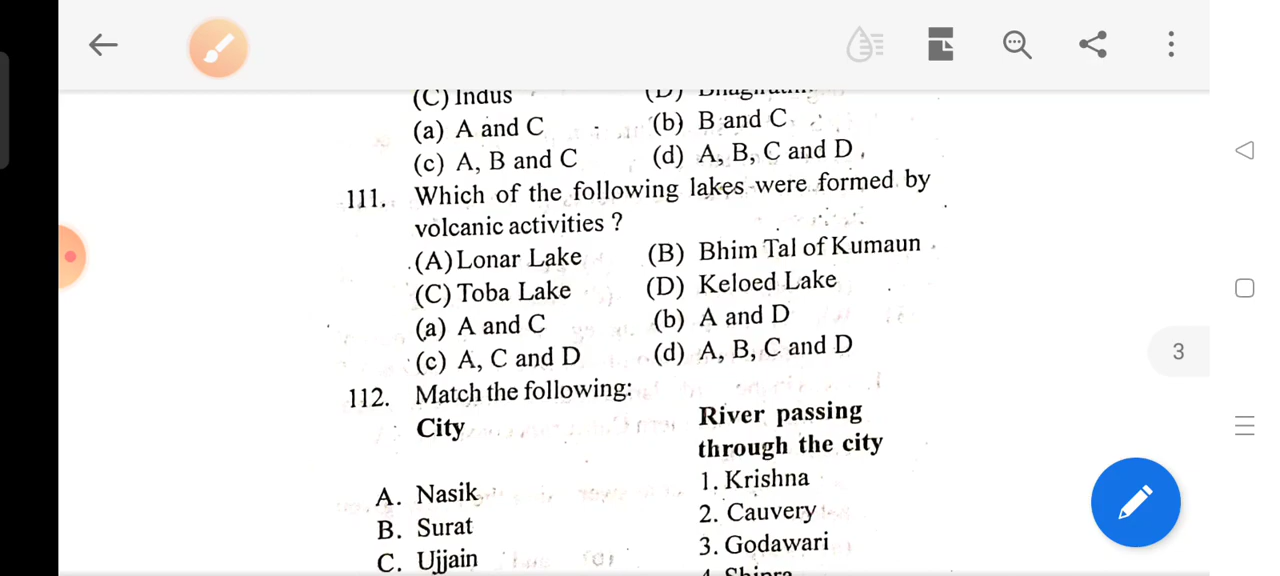 (C) Indus
(a) A and C (b) B and C
(c) A, B and C (d) A, B, C and D
111. Which of the following lakes were formed by
volcanic activities ?
(A) Lonar Lake (B) Bhim Tal of Kumaun
(C) Toba Lake (D) Keloed Lake
(a) A and C (b) A and D
(c) A, C and D (d) A, B, C and D
112. Match the following:
City River passing
through the city
A. Nasik 1. Krishna
B. Surat 2. Cauvery
C. Ujjain 3. Godawari
4. Shipra
3